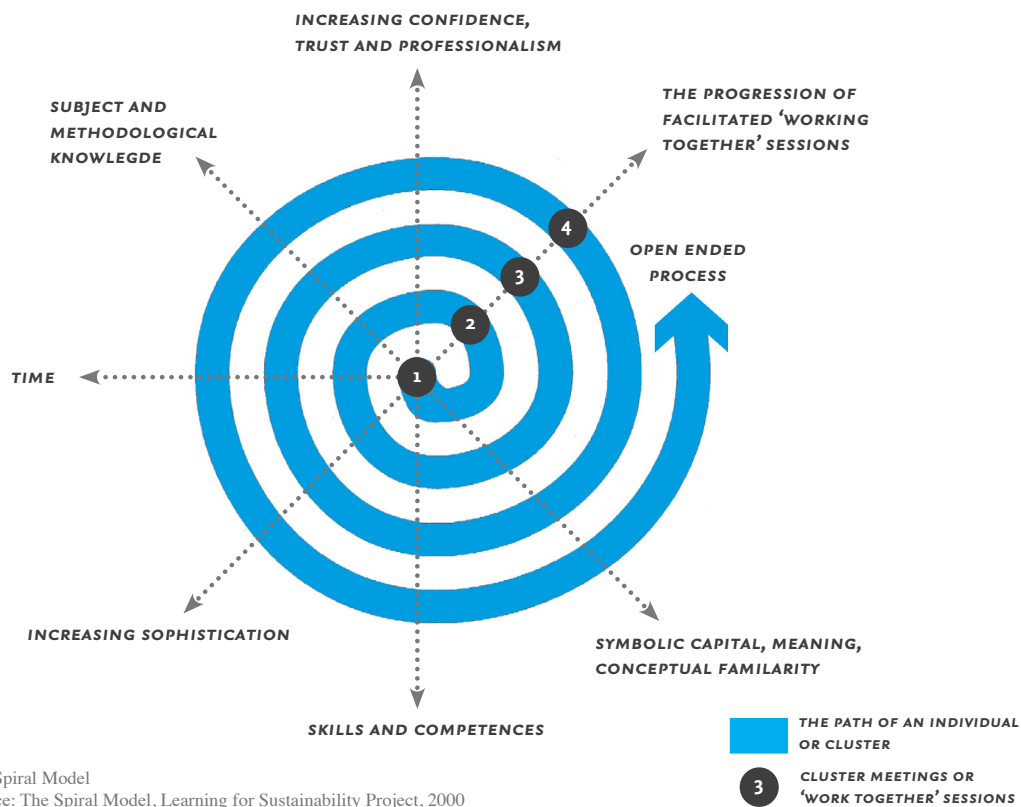 INCREASING CONFIDENCE,
TRUST AND PROFESSIONALISM
SUBJECT AND
METHODOLOGICAL
KNOWLEGDE
THE PROGRESSION OF
FACILITATED ‘WORKING
TOGETHER’ SESSIONS
4
OPEN ENDED
PROCESS
3
2
TIME
1
INCREASING SOPHISTICATION
SYMBOLIC CAPITAL, MEANING,
CONCEPTUAL FAMILARITY
SKILLS AND COMPETENCES
THE PATH OF AN INDIVIDUAL
OR CLUSTER
3
CLUSTER MEETINGS OR
‘WORK TOGETHER’ SESSIONS
Spiral Model
The Spiral Model, Learning for Sustainability Project, 2000